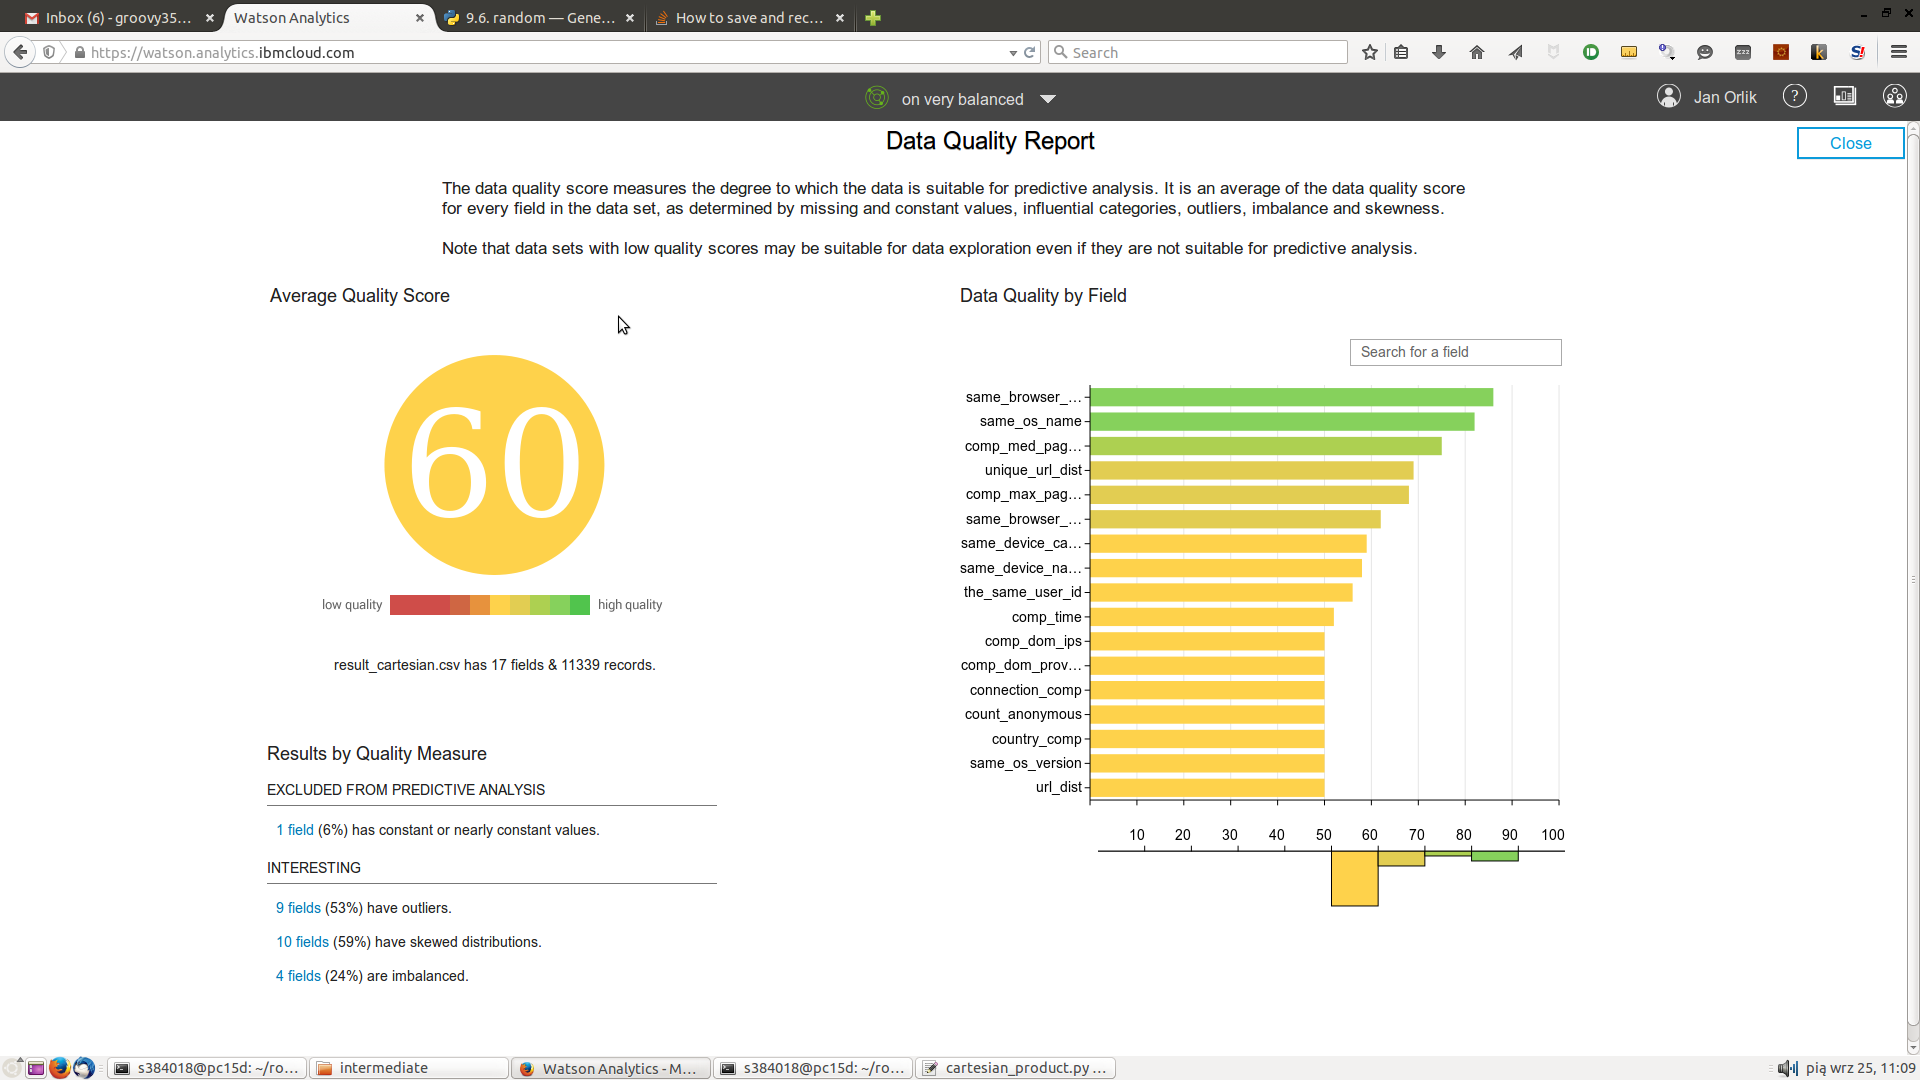 Inbox (6) - groovy35...
Watson Analytics
9.6. random — Gene...
How to save and rec...
https://watson.analytics.ibmcloud.com
Search
on very balanced
Jan Orlik
?
Data Quality Report
Close
The data quality score measures the degree to which the data is suitable for predictive analysis. It is an average of the data quality score
for every field in the data set, as determined by missing and constant values, influential categories, outliers, imbalance and skewness.
Note that data sets with low quality scores may be suitable for data exploration even if they are not suitable for predictive analysis.
Average Quality Score
60
low quality
high quality
result_cartesian.csv has 17 fields & 11339 records.
Results by Quality Measure
EXCLUDED FROM PREDICTIVE ANALYSIS
1 field (6%) has constant or nearly constant values.
INTERESTING
9 fields (53%) have outliers.
10 fields (59%) have skewed distributions.
4 fields (24%) are imbalanced.
Data Quality by Field
Search for a field
same_browser_...
same_os_name
comp_med_pag...
unique_url_dist
comp_max_pag...
same_browser_...
same_device_ca...
same_device_na...
the_same_user_id
comp_time
comp_dom_ips
comp_dom_prov...
connection_comp
count_anonymous
country_comp
same_os_version
url_dist
10 20 30 40 50 60 70 80 90 100
s384018@pc15d: ~/ro...
intermediate
Watson Analytics - M...
s384018@pc15d: ~/ro...
cartesian_product.py ...
pią wrz 25, 11:09